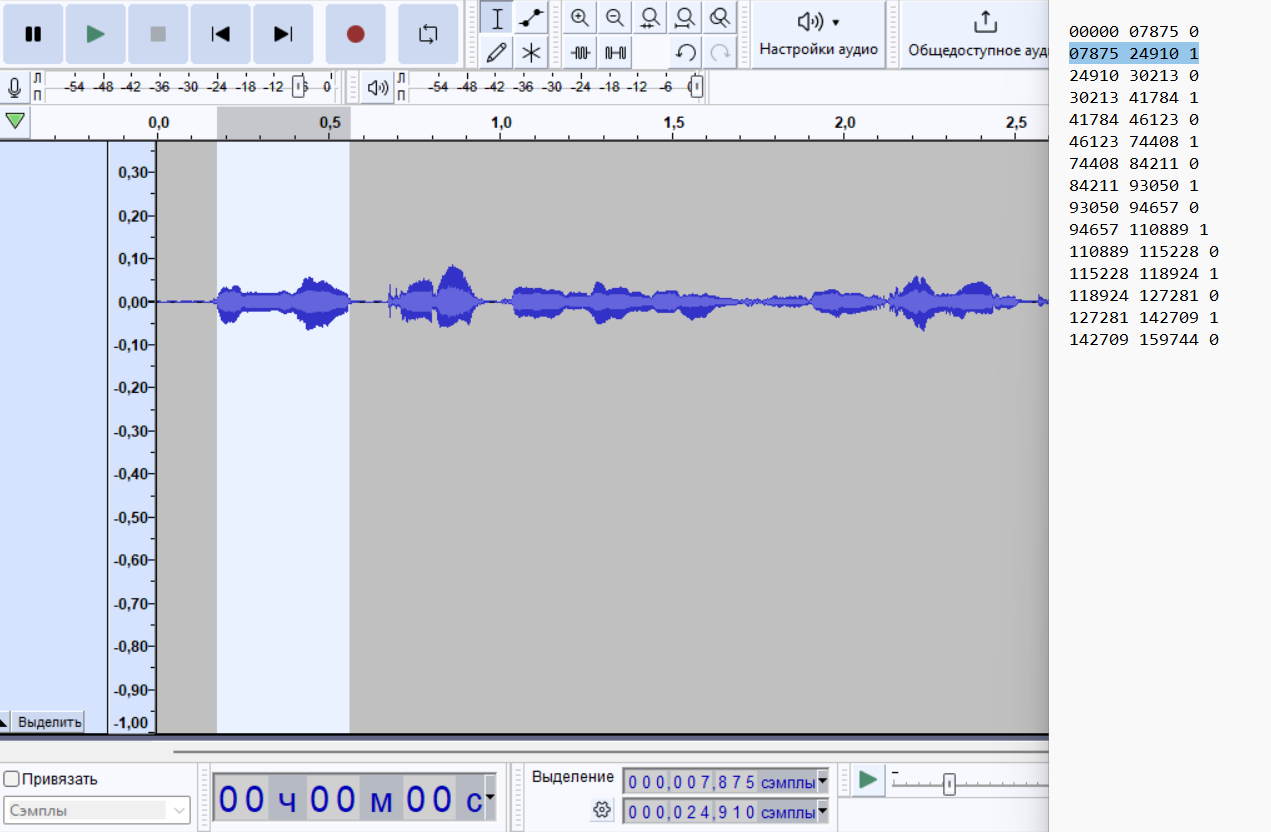 Настройки аудио
Общедоступное ауди
Л
П
-54 -48 -42 -36 -30 -24 -18 -12 -6 0
Л
П
-54 -48 -42 -36 -30 -24 -18 -12 -6 0
0,0 0,5 1,0 1,5 2,0 2,5
0,30
0,20
0,10
0,00
-0,10
-0,20
-0,30
-0,40
-0,50
-0,60
-0,70
-0,80
-0,90
-1,00
Выделить
Привязать
Сэмплы
00 ч 00 м 00 с
Выделение
000,007,875 сэмплы
000,024,910 сэмплы
00000 07875 0
07875 24910 1
24910 30213 0
30213 41784 1
41784 46123 0
46123 74408 1
74408 84211 0
84211 93050 1
93050 94657 0
94657 110889 1
110889 115228 0
115228 118924 1
118924 127281 0
127281 142709 1
142709 159744 0